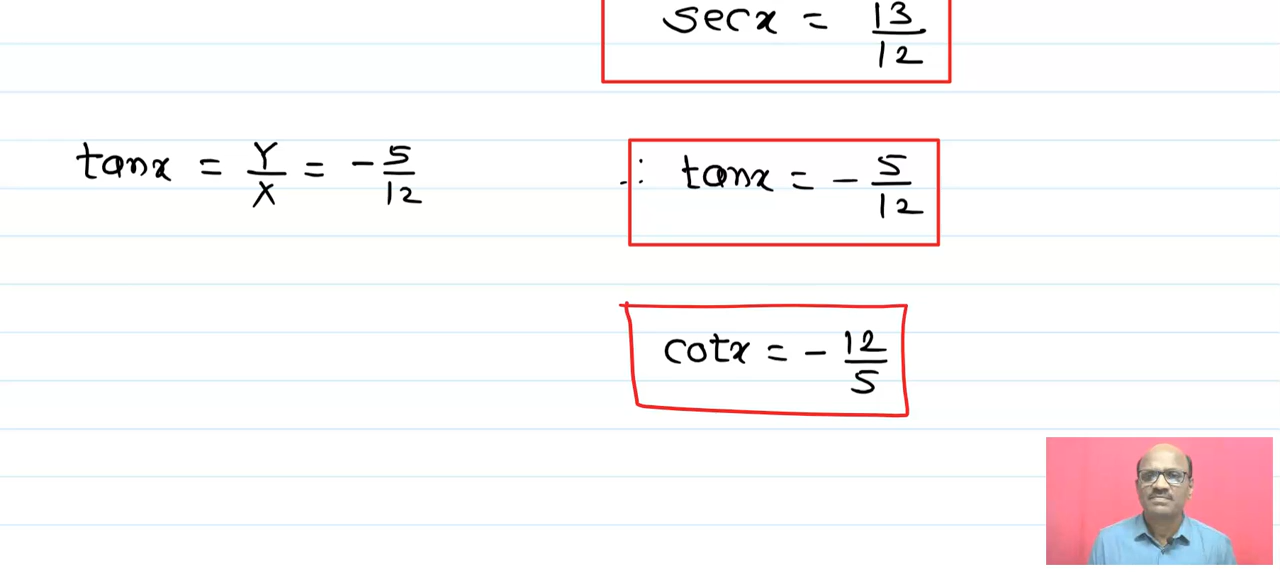 secx = 13/12
tanx = Y/X = -5/12
∴ tanx = -5/12
cotx = -12/5